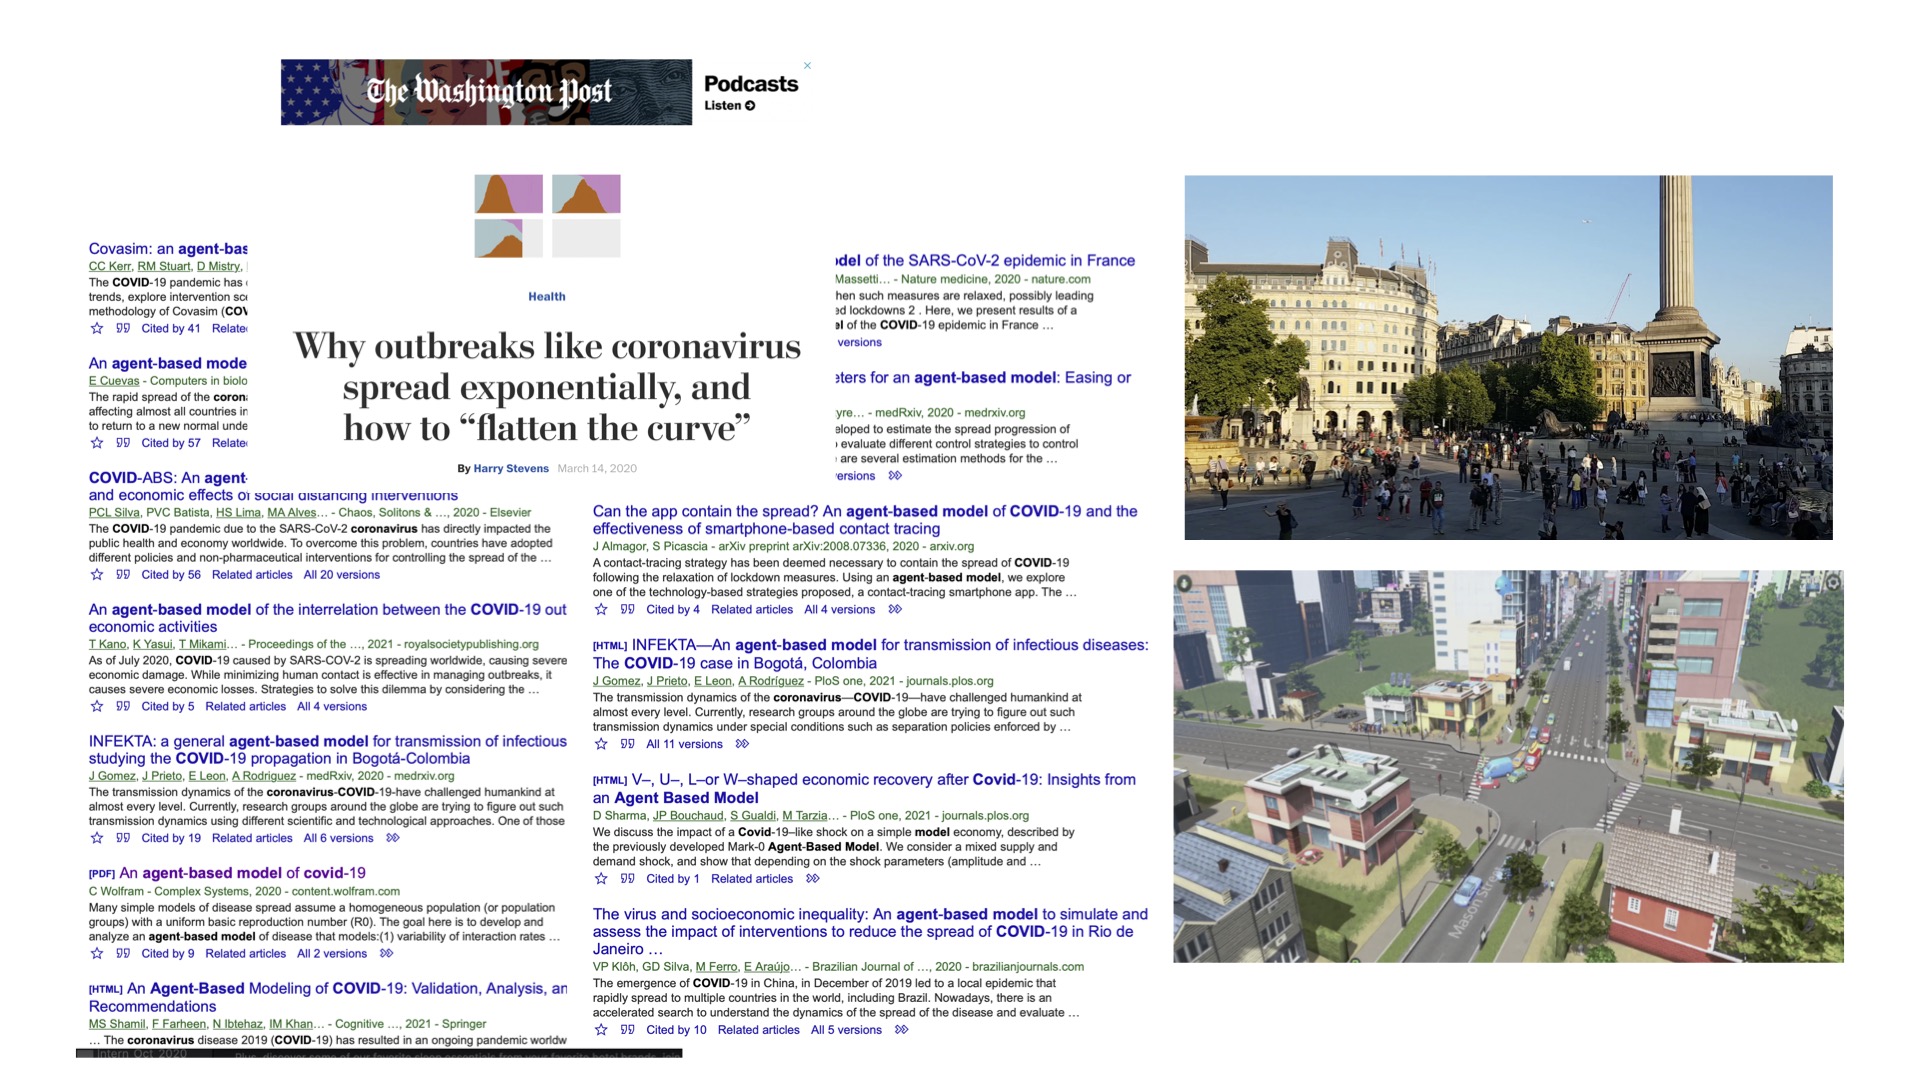 The Washington Post
Podcasts
Listen
Health
Why outbreaks like coronavirus
spread exponentially, and
how to “flatten the curve”
By Harry Stevens March 14, 2020
Covasim: an agent-bas
CC Kerr, RM Stuart, D Mistry,
The COVID-19 pandemic has
trends, explore intervention sce
methodology of Covasim (COV
Cited by 41 Relate
An agent-based mode
E Cuevas - Computers in biolo
The rapid spread of the coron
affecting almost all countries in
to return to a new normal unde
Cited by 57 Relate
COVID-ABS: An agent-
and economic effects of social distancing interventions
PCL Silva, PVC Batista, HS Lima, MA Alves… - Chaos, Solitons & …, 2020 - Elsevier
The COVID-19 pandemic due to the SARS-CoV-2 coronavirus has directly impacted the
public health and economy worldwide. To overcome this problem, countries have adopted
different policies and non-pharmaceutical interventions for controlling the spread of the …
Cited by 56 Related articles All 20 versions
An agent-based model of the interrelation between the COVID-19 out
economic activities
T Kano, K Yasui, T Mikami… - Proceedings of the …, 2021 - royalsocietypublishing.org
As of July 2020, COVID-19 caused by SARS-COV-2 is spreading worldwide, causing severe
economic damage. While minimizing human contact is effective in managing outbreaks, it
causes severe economic losses. Strategies to solve this dilemma by considering the …
Cited by 5 Related articles All 4 versions
INFEKTA: a general agent-based model for transmission of infectious
studying the COVID-19 propagation in Bogotá-Colombia
J Gomez, J Prieto, E Leon, A Rodriguez - medRxiv, 2020 - medrxiv.org
The transmission dynamics of the coronavirus-COVID-19-have challenged humankind at
almost every level. Currently, research groups around the globe are trying to figure out such
transmission dynamics using different scientific and technological approaches. One of those
Cited by 19 Related articles All 6 versions
[PDF] An agent-based model of covid-19
C Wolfram - Complex Systems, 2020 - content.wolfram.com
Many simple models of disease spread assume a homogeneous population (or population
groups) with a uniform basic reproduction number (R0). The goal here is to develop and
analyze an agent-based model of disease that models:(1) variability of interaction rates …
Cited by 9 Related articles All 2 versions
[HTML] An Agent-Based Modeling of COVID-19: Validation, Analysis, an
Recommendations
MS Shamil, F Farheen, N Ibtehaz, IM Khan… - Cognitive …, 2021 - Springer
… The coronavirus disease 2019 (COVID-19) has resulted in an ongoing pandemic worldw
Intern Oct 2020
Plus, discover some of our favorite sleep essentials from your favorite hotel brands,
del of the SARS-CoV-2 epidemic in France
Massetti… - Nature medicine, 2020 - nature.com
hen such measures are relaxed, possibly leading
ed lockdowns 2 . Here, we present results of a
el of the COVID-19 epidemic in France …
versions
eters for an agent-based model: Easing or
yre… - medRxiv, 2020 - medrxiv.org
eloped to estimate the spread progression of
evaluate different control strategies to control
are several estimation methods for the …
ersions
Can the app contain the spread? An agent-based model of COVID-19 and the
effectiveness of smartphone-based contact tracing
J Almagor, S Picascia - arXiv preprint arXiv:2008.07336, 2020 - arxiv.org
A contact-tracing strategy has been deemed necessary to contain the spread of COVID-19
following the relaxation of lockdown measures. Using an agent-based model, we explore
one of the technology-based strategies proposed, a contact-tracing smartphone app. The …
Cited by 4 Related articles All 4 versions
[HTML] INFEKTA—An agent-based model for transmission of infectious diseases:
The COVID-19 case in Bogotá, Colombia
J Gomez, J Prieto, E Leon, A Rodríguez - PloS one, 2021 - journals.plos.org
The transmission dynamics of the coronavirus—COVID-19—have challenged humankind at
almost every level. Currently, research groups around the globe are trying to figure out such
transmission dynamics under special conditions such as separation policies enforced by …
All 11 versions
[HTML] V–, U–, L–or W–shaped economic recovery after Covid-19: Insights from
an Agent Based Model
D Sharma, JP Bouchaud, S Gualdi, M Tarzia… - PloS one, 2021 - journals.plos.org
We discuss the impact of a Covid-19–like shock on a simple model economy, described by
the previously developed Mark-0 Agent-Based Model. We consider a mixed supply and
demand shock, and show that depending on the shock parameters (amplitude and …
Cited by 1 Related articles
The virus and socioeconomic inequality: An agent-based model to simulate and
assess the impact of interventions to reduce the spread of COVID-19 in Rio de
Janeiro …
VP Klôh, GD Silva, M Ferro, E Araújo… - Brazilian Journal of …, 2020 - brazilianjournals.com
The emergence of COVID-19 in China, in December of 2019 led to a local epidemic that
rapidly spread to multiple countries in the world, including Brazil. Nowadays, there is an
accelerated search to understand the dynamics of the spread of the disease and evaluate …
Cited by 10 Related articles All 5 versions
Mason Str